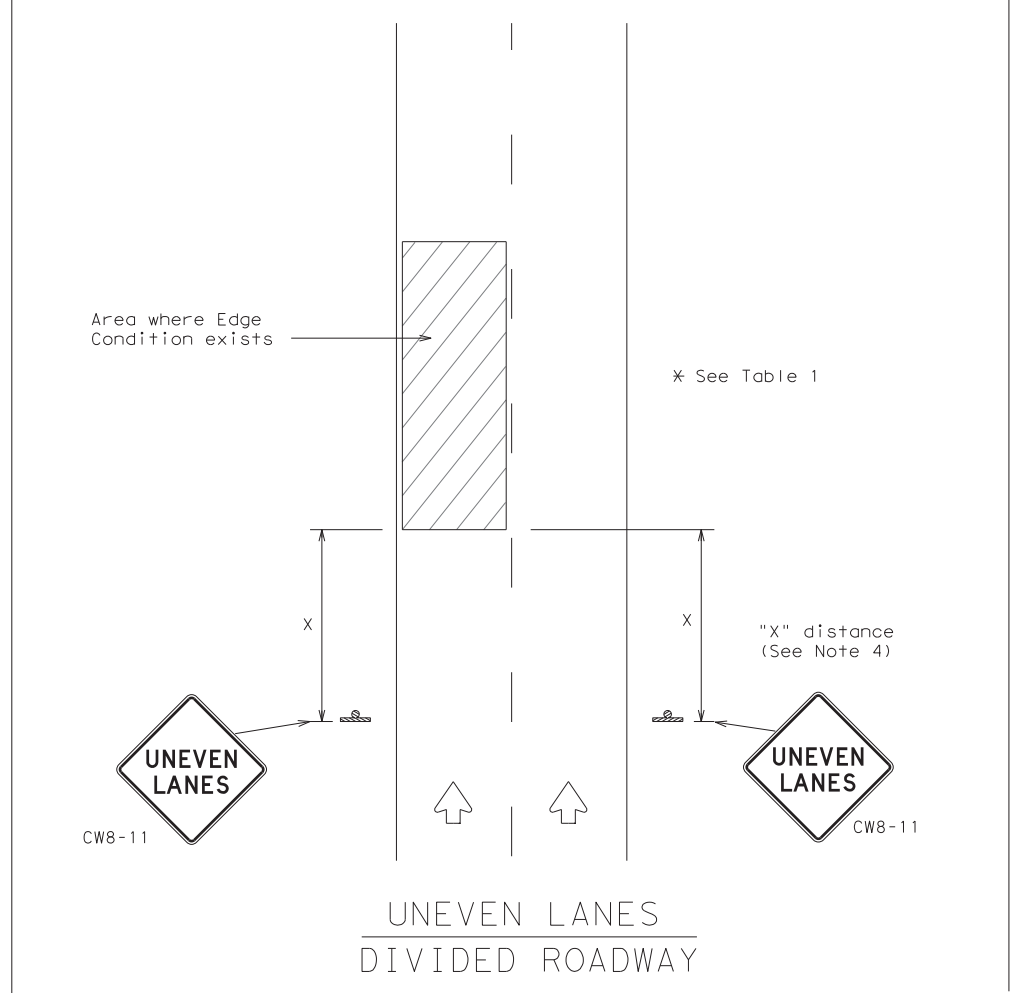 Area where Edge
Condition exists
* See Table 1
X
X
"X" distance
(See Note 4)
UNEVEN
LANES
CW8-11
UNEVEN
LANES
CW8-11
UNEVEN LANES
DIVIDED ROADWAY